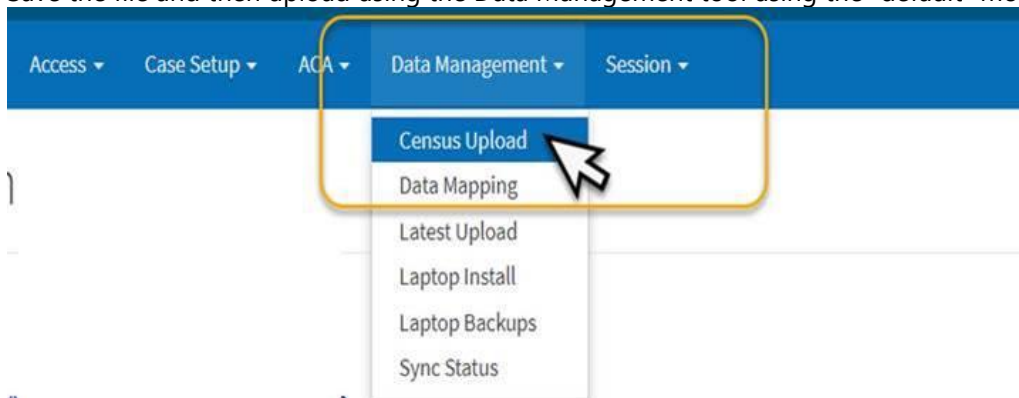 Save the file and then upload using the Data Management tool using the "default"
Access Case Setup ACA Data Management Session
Census Upload
Data Mapping
Latest Upload
Laptop Install
Laptop Backups
Sync Status